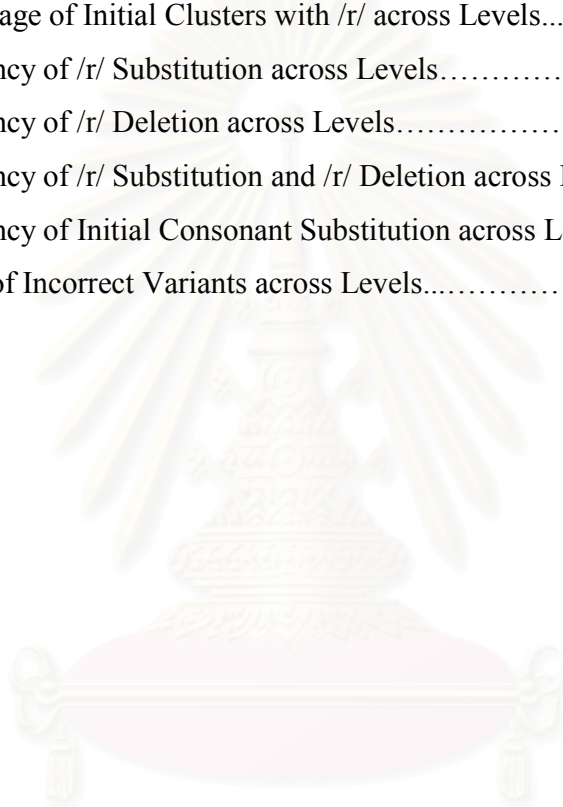 age of Initial Clusters with /r/ across Levels...
ncy of /r/ Substitution across Levels…………
ncy of /r/ Deletion across Levels………………
ncy of /r/ Substitution and /r/ Deletion across
ncy of Initial Consonant Substitution across
of Incorrect Variants across Levels...…………